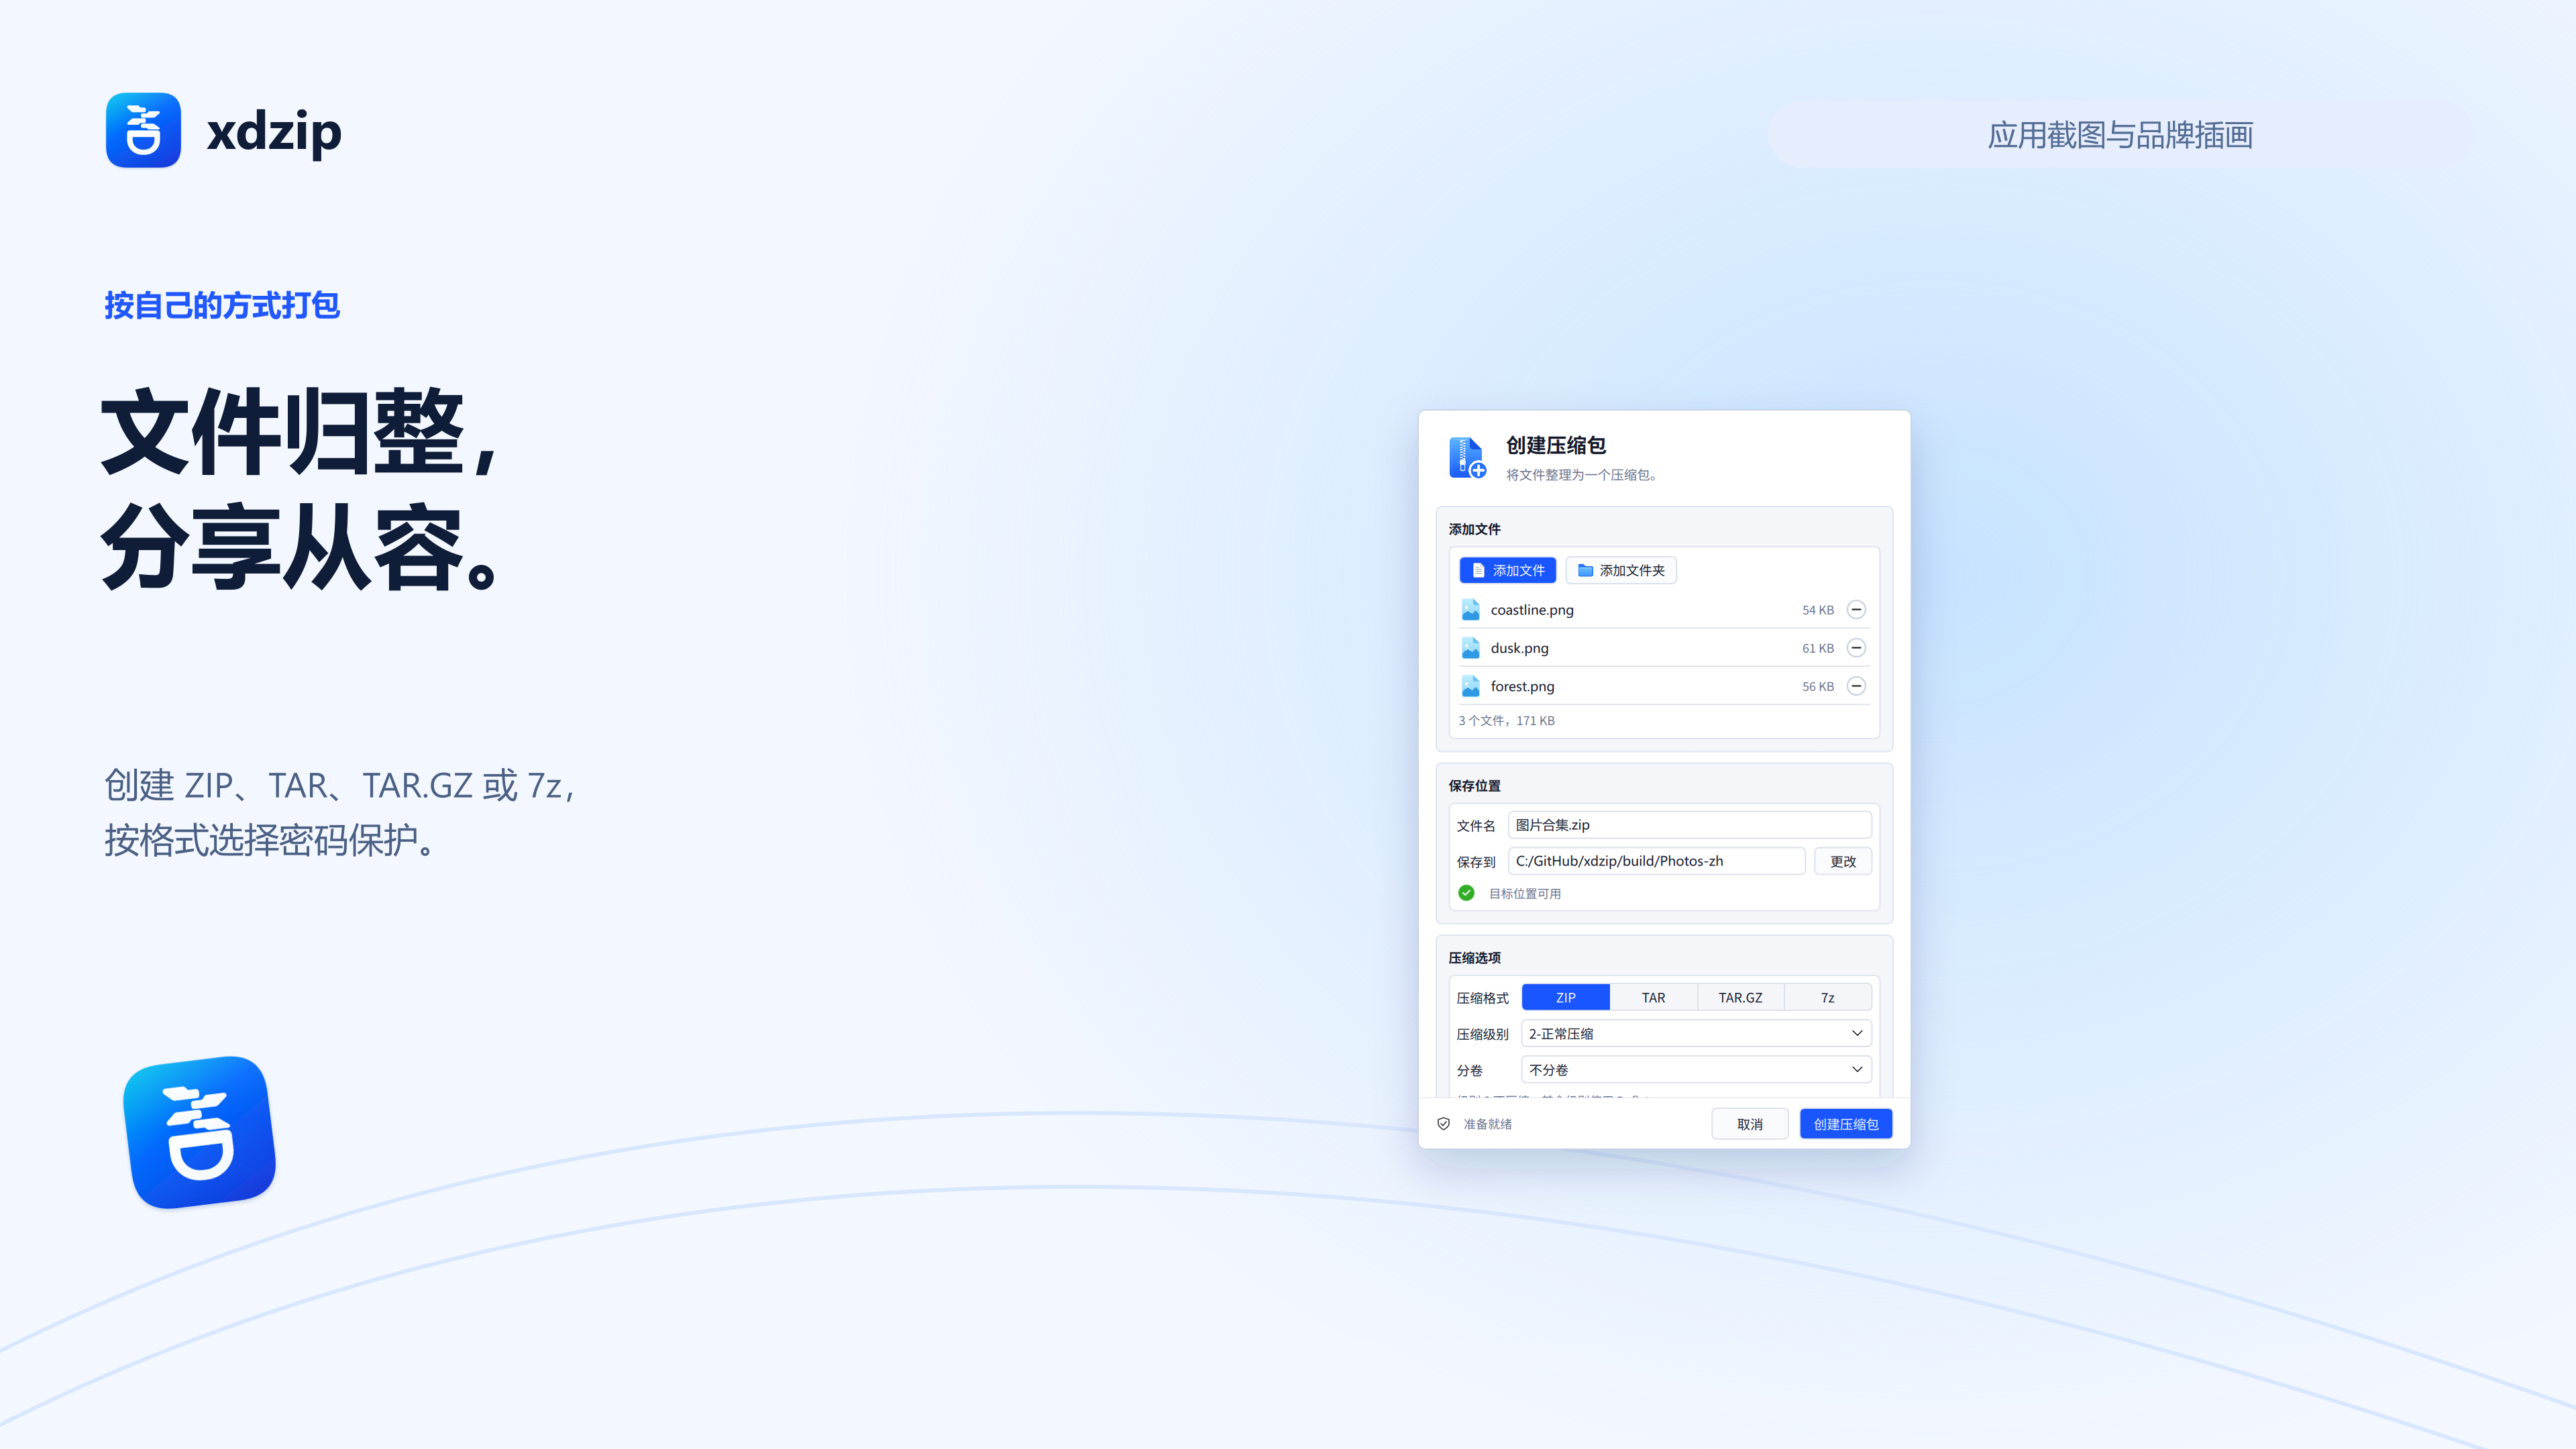 xdzip
应用截图与品牌插画
按自己的方式打包
文件归整,
分享从容。
创建 ZIP、TAR、TAR.GZ 或 7z,
按格式选择密码保护。
创建压缩包
将文件整理为一个压缩包。
添加文件
添加文件 添加文件夹
coastline.png 54 KB
dusk.png 61 KB
forest.png 56 KB
3 个文件，171 KB
保存位置
文件名 图片合集.zip
保存到 C:/GitHub/xdzip/build/Photos-zh 更改
目标位置可用
压缩选项
压缩格式 ZIP TAR TAR.GZ 7z
压缩级别 2-正常压缩
分卷 不分卷
准备就绪 取消 创建压缩包